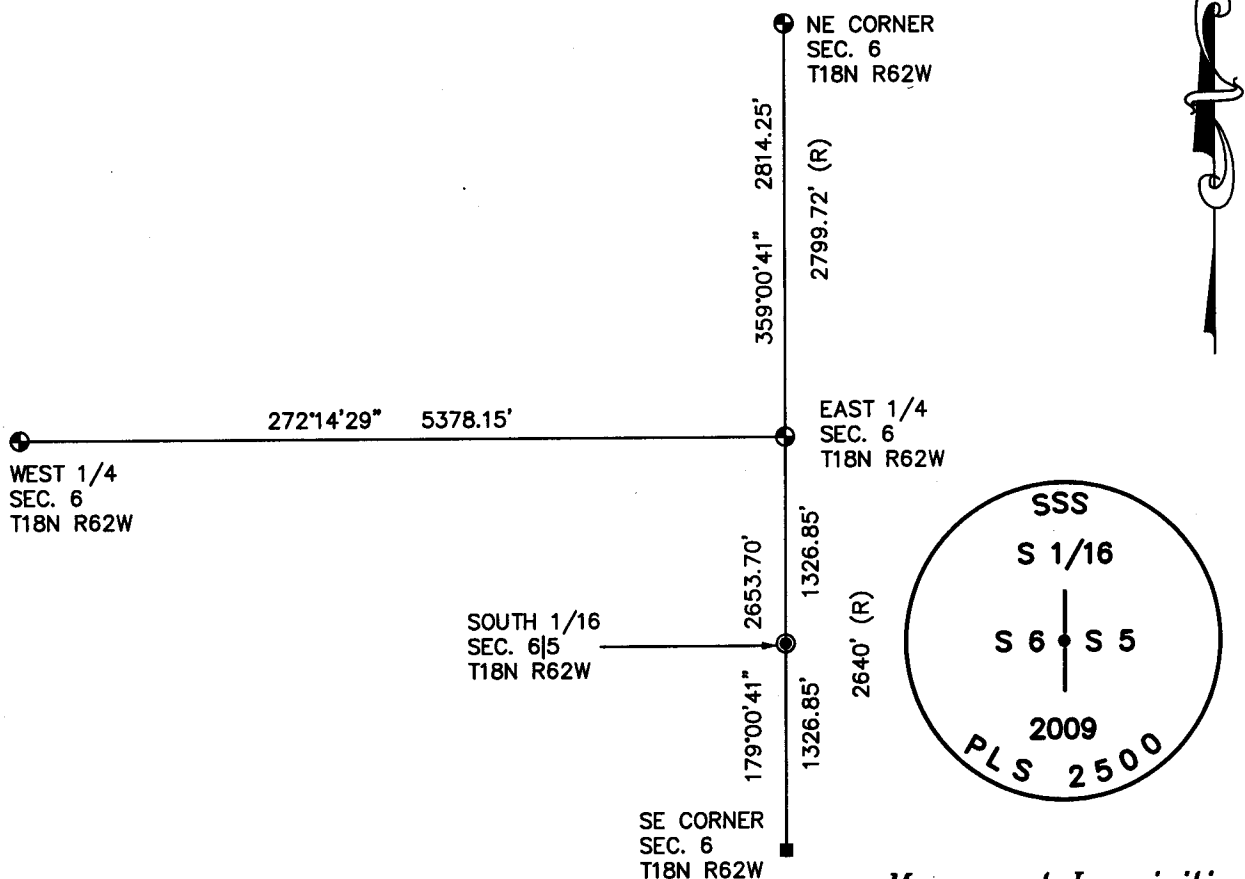 NE CORNER
SEC. 6
T18N R62W
2814.25'
359°00'41"
2799.72' (R)
272°14'29" 5378.15'
WEST 1/4
SEC. 6
T18N R62W
EAST 1/4
SEC. 6
T18N R62W
2653.70'
1326.85'
SOUTH 1/16
SEC. 6|5
T18N R62W
2640' (R)
179°00'41"
1326.85'
SE CORNER
SEC. 6
T18N R62W
SSS
S 1/16
S 6 S 5
2009
PLS 2500